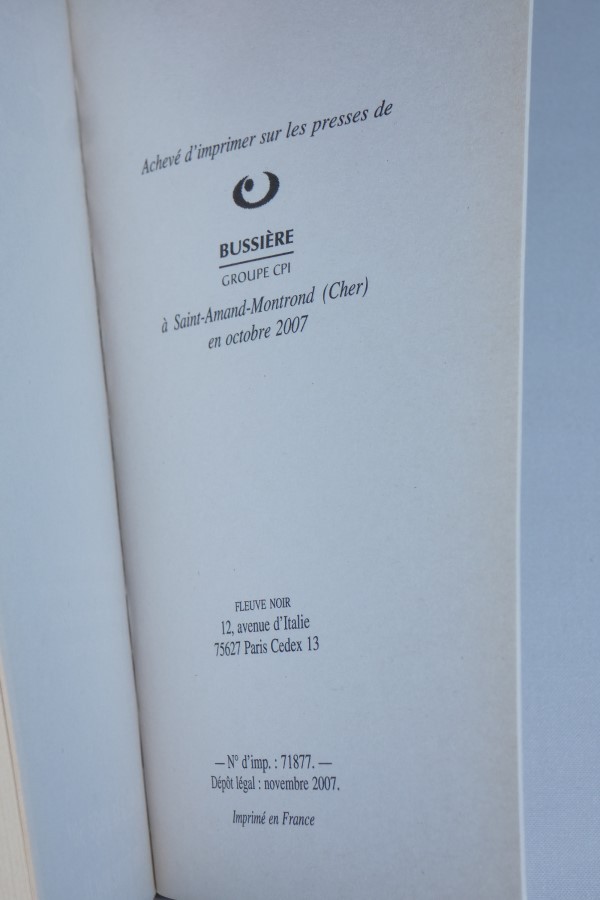 Achevé d'imprimer sur les presses de
BUSSIÈRE
GROUPE CPI
à Saint-Amand-Montrond (Cher)
en octobre 2007
FLEUVE NOIR
12, avenue d'Italie
75627 Paris Cedex 13
— N° d'imp. : 71877. —
Dépôt légal : novembre 2007.
Imprimé en France